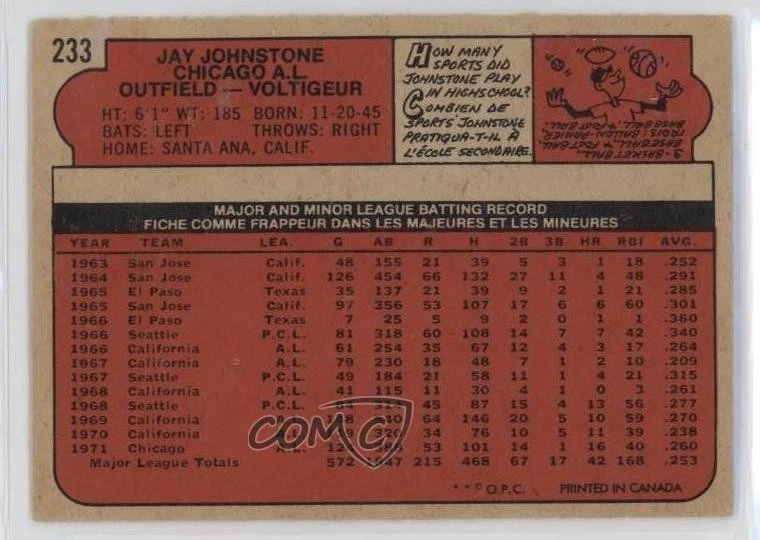 233
JAY JOHNSTONE
CHICAGO A.L.
OUTFIELD — VOLTIGEUR
HT: 6'1" WT: 185 BORN: 11-20-45
BATS: LEFT THROWS: RIGHT
HOME: SANTA ANA, CALIF.
HOW MANY
SPORTS DID
JOHNSTONE PLAY
IN HIGHSCHOOL?
COMBIEN DE
SPORTS JOHNSTONE
PRATIQUA-T-IL À
L'ÉCOLE SECONDAIRE.
3-BASKETBALL,
BASEBALL, & FOOTBALL.
TROIS: BALLON-PANIER,
BASEBALL, & FOOTBALL.
MAJOR AND MINOR LEAGUE BATTING RECORD
FICHE COMME FRAPPEUR DANS LES MAJEURES ET LES MINEURES
YEAR TEAM LEA. G AB R H 2B 3B HR RBI AVG.
1963 San Jose Calif. 48 155 21 39 5 3 1 18 .252
1964 San Jose Calif. 126 454 66 132 27 11 4 48 .291
1965 El Paso Texas 35 137 21 39 9 2 1 21 .285
1965 San Jose Calif. 97 356 53 107 17 6 6 60 .301
1966 El Paso Texas 7 25 5 9 2 0 1 1 .360
1966 Seattle P.C.L. 81 318 60 108 14 7 7 42 .340
1966 California A.L. 61 254 35 67 12 4 3 17 .264
1967 California A.L. 79 230 18 48 7 1 2 10 .209
1967 Seattle P.C.L. 49 184 21 58 11 1 4 21 .315
1968 California A.L. 41 115 11 30 4 1 0 3 .261
1968 Seattle P.C.L. 45 87 15 4 13 56 .277
1969 California A.L. 64 146 20 5 10 59 .270
1970 California A.L. 34 76 10 5 11 39 .238
1971 Chicago A.L. 53 101 14 1 16 40 .260
Major League Totals 572 215 468 67 17 42 168 .253
COMC
**© O.P.C. PRINTED IN CANADA